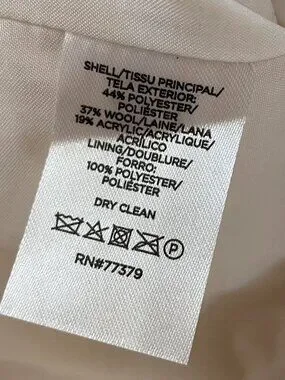 SHELL/TISSU PRINCIPAL/
TELA EXTERIOR:
44% POLYESTER/
POLIÉSTER
37% WOOL/LAINE/LANA
19% ACRYLIC/ACRYLIQUE/
ACRÍLICO
LINING/DOUBLURE/
FORRO:
100% POLYESTER/
POLIÉSTER
DRY CLEAN
P
RN#77379